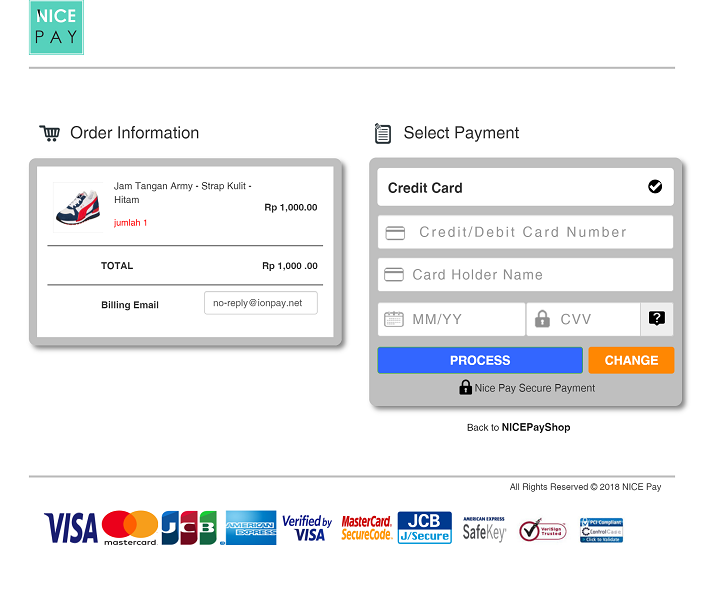 NICE
PAY
Order Information
Select Payment
Jam Tangan Army - Strap Kulit -
Hitam
Rp 1,000.00
jumlah 1
TOTAL
Rp 1,000 .00
Billing Email
no-reply@ionpay.net
Credit Card
Credit/Debit Card Number
Card Holder Name
MM/YY
CVV
?
PROCESS
CHANGE
Nice Pay Secure Payment
Back to NICEPayShop
All Rights Reserved © 2018 NICE Pay
VISA
mastercard.
JCB
AMERICAN
EXPRESS
Verified by
VISA
MasterCard.
SecureCode.
JCB
J/Secure
AMERICAN EXPRESS
SafeKey
VeriSign
Trusted
PCI Compliant
ControlCase
Click to Validate